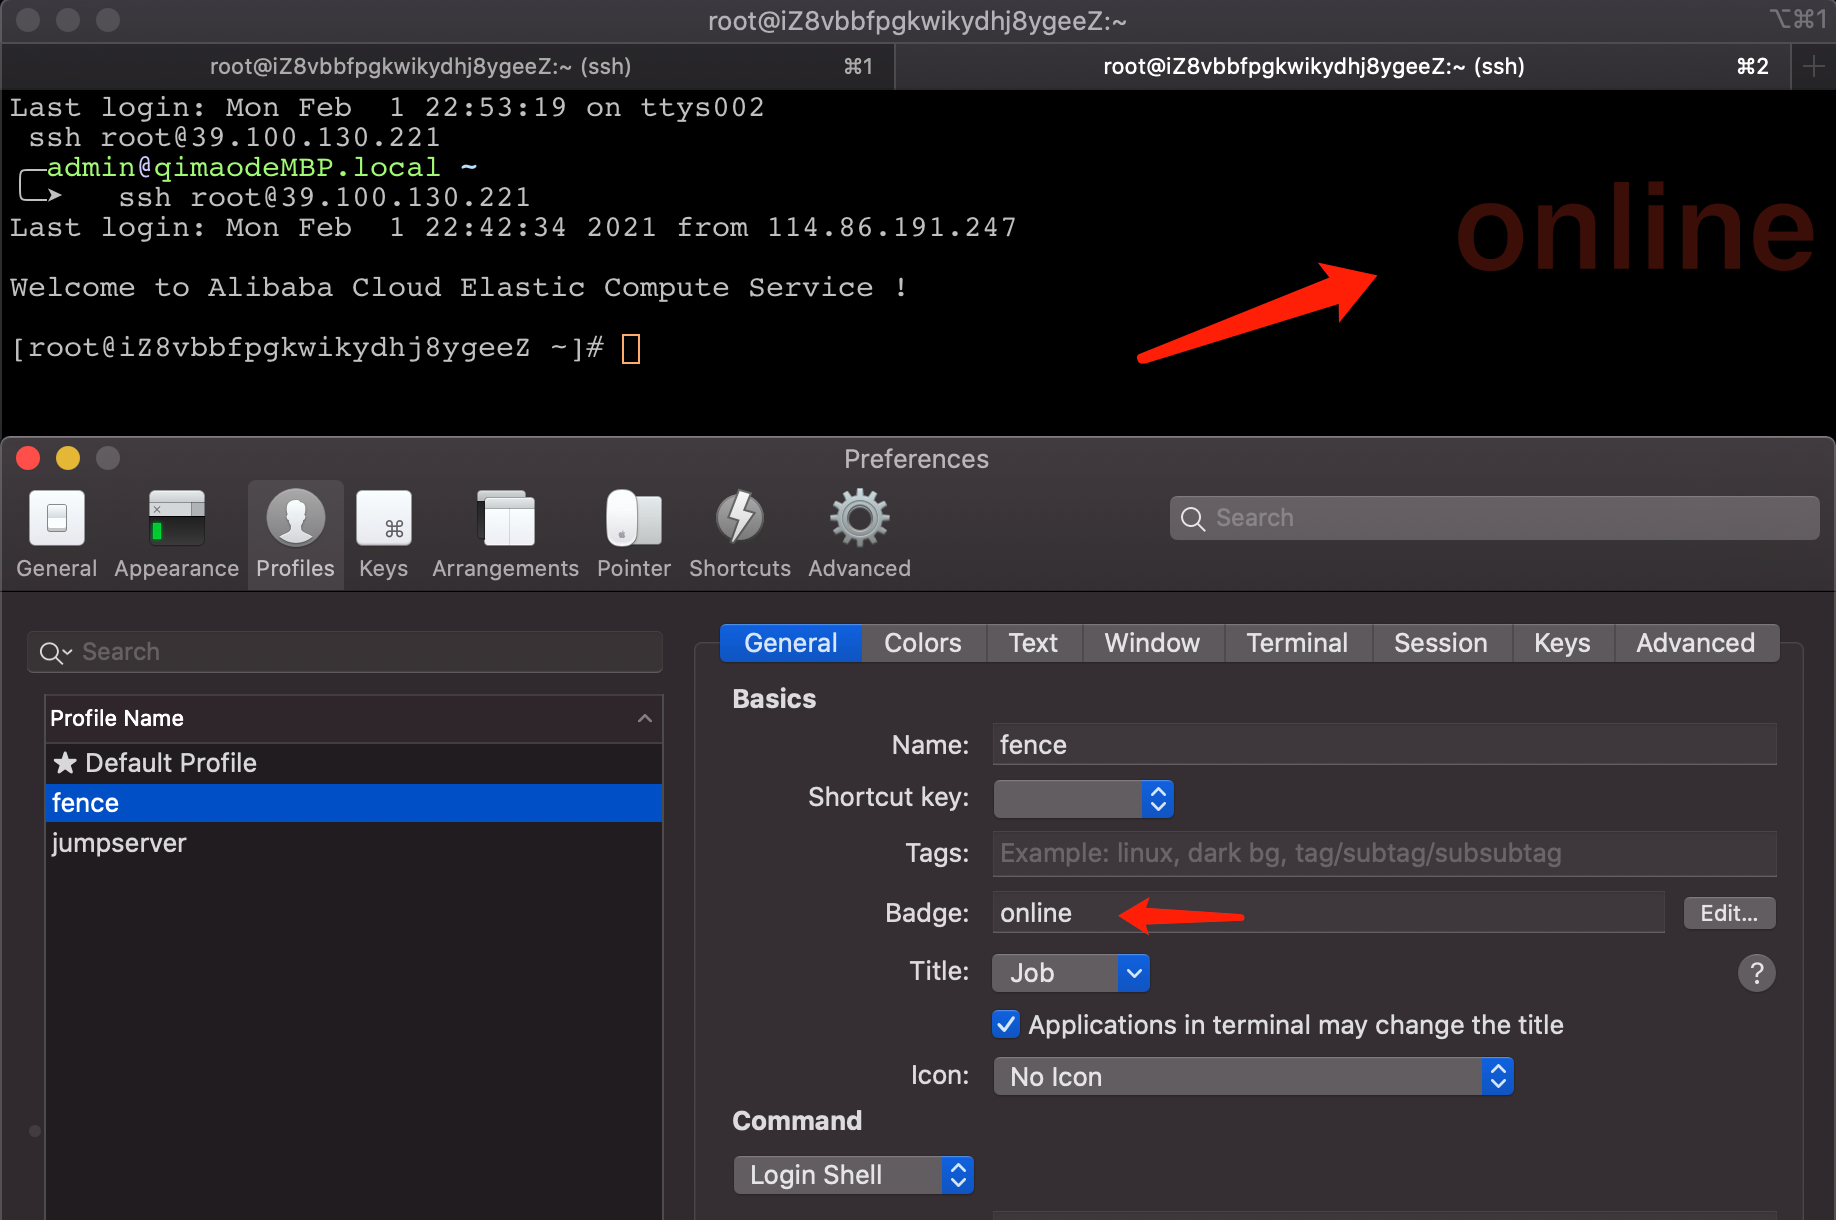 root@iZ8vbbfpgkwikydhj8ygeeZ:~
⌥⌘1
root@iZ8vbbfpgkwikydhj8ygeeZ:~ (ssh)
⌘1
root@iZ8vbbfpgkwikydhj8ygeeZ:~ (ssh)
⌘2
Last login: Mon Feb  1 22:53:19 on ttys002
ssh root@39.100.130.221
admin@qimaodeMBP.local ~
ssh root@39.100.130.221
Last login: Mon Feb  1 22:42:34 2021 from 114.86.191.247
online
Welcome to Alibaba Cloud Elastic Compute Service !
[root@iZ8vbbfpgkwikydhj8ygeeZ ~]#
Preferences
General
Appearance
Profiles
⌘
Keys
Arrangements
Pointer
Shortcuts
Advanced
Search
Search
Profile Name
★ Default Profile
fence
jumpserver
General
Colors
Text
Window
Terminal
Session
Keys
Advanced
Basics
Name: fence
Shortcut key:
Tags: Example: linux, dark bg, tag/subtag/subsubtag
Badge: online
Edit...
Title: Job
?
Applications in terminal may change the title
Icon: No Icon
Command
Login Shell